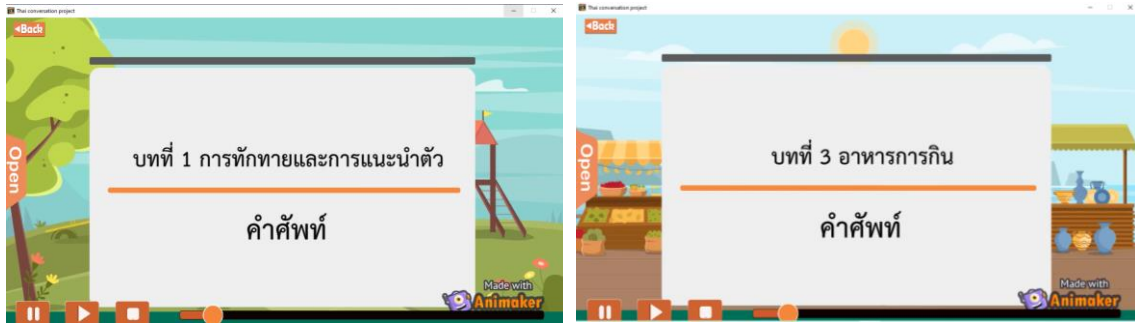 Thai conversation project
◄Back
บทที่ 1 การทักทายและการแนะนำตัว
คำศัพท์
Open
Made with
Animaker
Thai conversation project
◄Back
บทที่ 3 อาหารการกิน
คำศัพท์
Open
Made with
Animaker